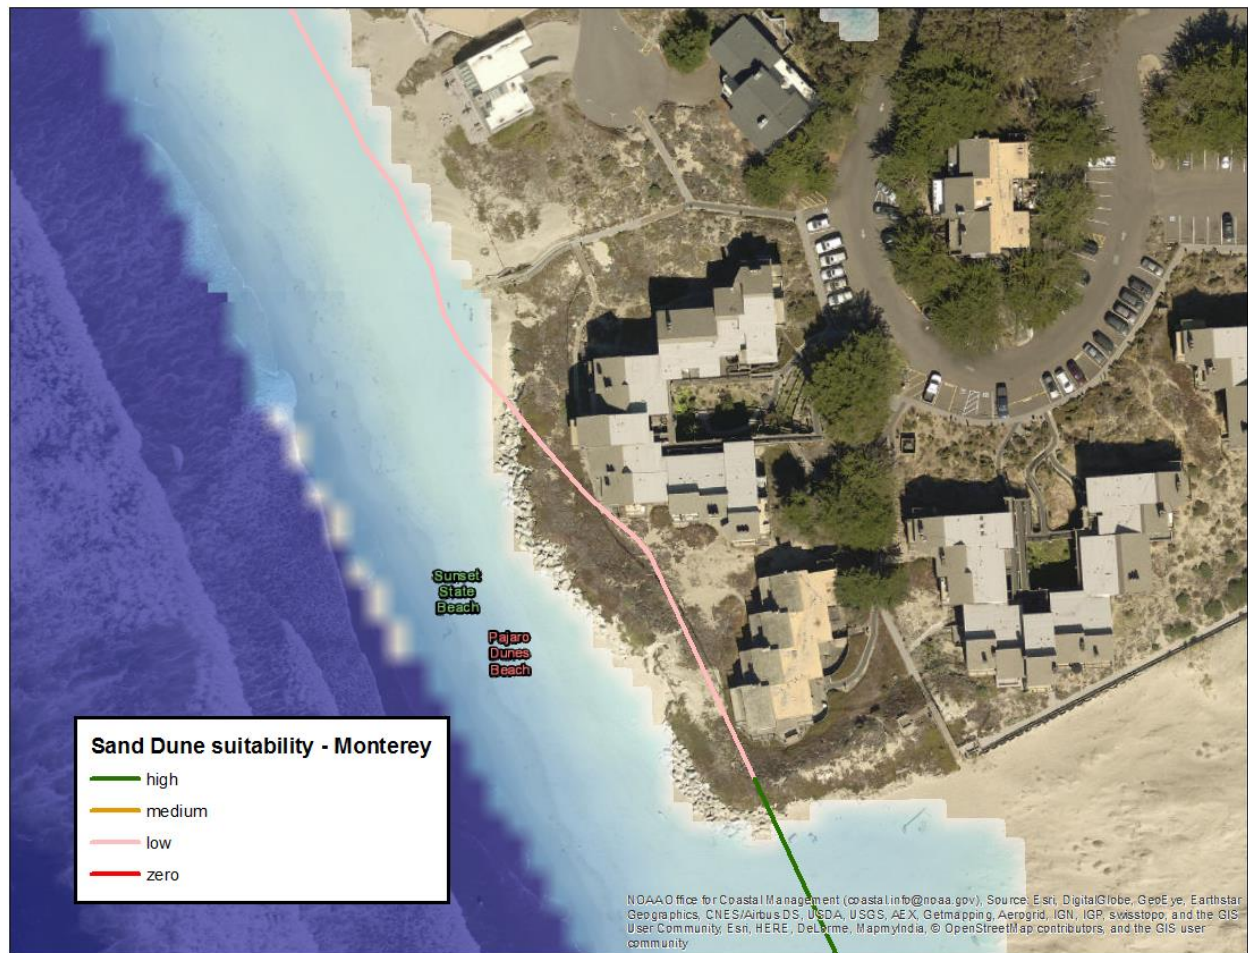 Sunset
State
Beach
Pajaro
Dunes
Beach
Sand Dune suitability - Monterey
high
medium
low
zero
NOAA Office for Coastal Management (coastal.info@noaa.gov), Source: Esri, DigitalGlobe, GeoEye, Earthstar
Geographics, CNES/Airbus DS, USDA, USGS, AEX, Getmapping, Aerogrid, IGN, IGP, swisstopo, and the GIS
User Community, Esri, HERE, DeLorme, MapmyIndia, © OpenStreetMap contributors, and the GIS user
community